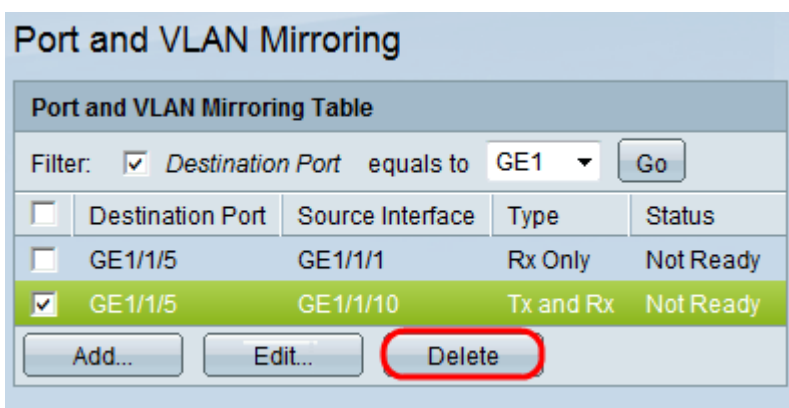 Port and VLAN Mirroring
Port and VLAN Mirroring Table
Filter: Destination Port equals to GE1 Go
Destination Port Source Interface Type Status
GE1/1/5 GE1/1/1 Rx Only Not Ready
GE1/1/5 GE1/1/10 Tx and Rx Not Ready
Add... Edit... Delete